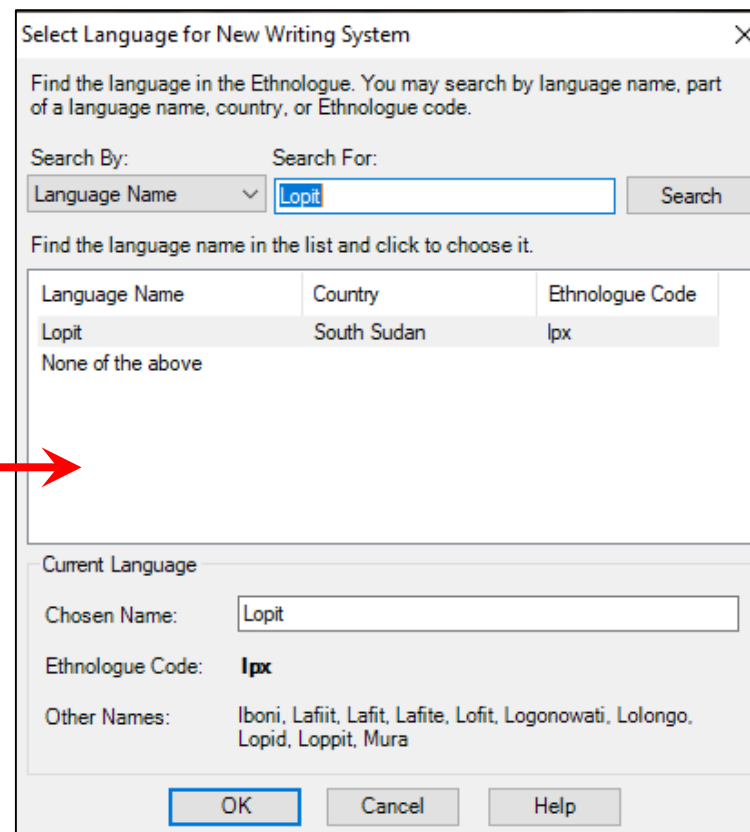 Select Language for New Writing System
Find the language in the Ethnologue. You may search by language name, part
of a language name, country, or Ethnologue code.
Search By: Search For:
Language Name Lopit Search
Find the language name in the list and click to choose it.
Language Name Country Ethnologue Code
Lopit South Sudan lpx
None of the above
Current Language
Chosen Name: Lopit
Ethnologue Code: lpx
Other Names: Iboni, Lafiit, Lafit, Lafite, Lofit, Logonowati, Lolongo,
Lopid, Loppit, Mura
OK Cancel Help